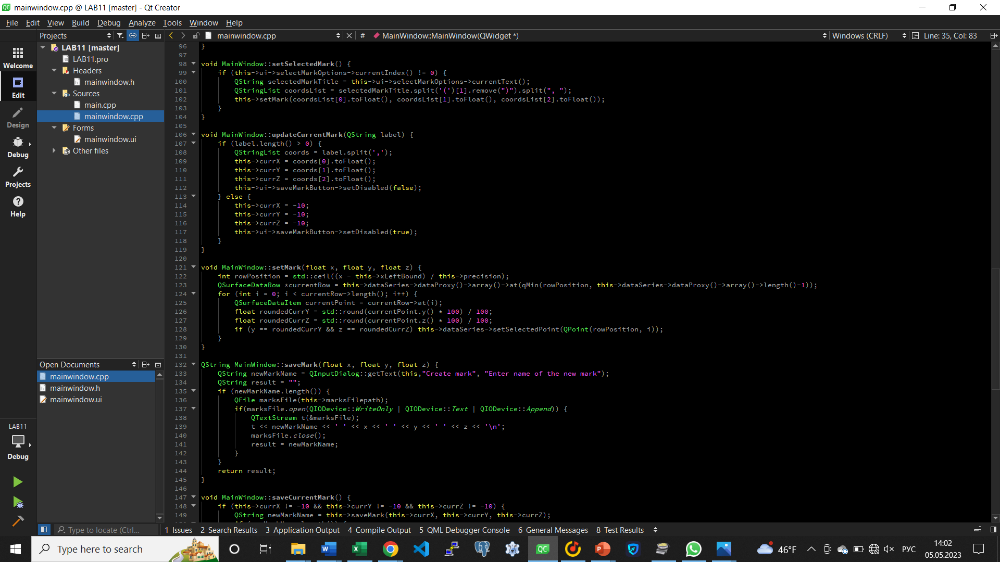 mainwindow.cpp @ LAB11 [master] - Qt Creator
File Edit View Build Debug Analyze Tools Window Help
Projects
mainwindow.cpp
#
MainWindow::MainWindow(QWidget *)
Windows (CRLF)
Line: 35, Col: 83
Welcome
Edit
Design
Debug
Projects
Help
LAB11 [master]
LAB11.pro
Headers
mainwindow.h
Sources
main.cpp
mainwindow.cpp
Forms
mainwindow.ui
Other files
Open Documents
mainwindow.cpp
mainwindow.h
mainwindow.ui
LAB11
Debug
96 }
97
98 void MainWindow::setSelectedMark() {
99 if (this->ui->selectMarkOptions->currentIndex() != 0) {
100 QString selectedMarkTitle = this->ui->selectMarkOptions->currentText();
101 QStringList coordsList = selectedMarkTitle.split('(')[1].remove(")").split(", ");
102 this->setMark(coordsList[0].toFloat(), coordsList[1].toFloat(), coordsList[2].toFloat());
103 }
104 }
105
106 void MainWindow::updateCurrentMark(QString label) {
107 if (label.length() > 0) {
108 QStringList coords = label.split(',');
109 this->currX = coords[0].toFloat();
110 this->currY = coords[1].toFloat();
111 this->currZ = coords[2].toFloat();
112 this->ui->saveMarkButton->setDisabled(false);
113 } else {
114 this->currX = -10;
115 this->currY = -10;
116 this->currZ = -10;
117 this->ui->saveMarkButton->setDisabled(true);
118 }
119 }
120
121 void MainWindow::setMark(float x, float y, float z) {
122 int rowPosition = std::ceil((x - this->xLeftBound) / this->precision);
123 QSurfaceDataRow *currentRow = this->dataSeries->dataProxy()->array()->at(qMin(rowPosition, this->dataSeries->dataProxy()->array()->length()-1));
124 for (int i = 0; i < currentRow->length(); i++) {
125 QSurfaceDataItem currentPoint = currentRow->at(i);
126 float roundedCurrY = std::round(currentPoint.y() * 100) / 100;
127 float roundedCurrZ = std::round(currentPoint.z() * 100) / 100;
128 if (y == roundedCurrY && z == roundedCurrZ) this->dataSeries->setSelectedPoint(QPoint(rowPosition, i));
129 }
130 }
131
132 QString MainWindow::saveMark(float x, float y, float z) {
133 QString newMarkName = QInputDialog::getText(this,"Create mark", "Enter name of the new mark");
134 QString result = "";
135 if (newMarkName.length()) {
136 QFile marksFile(this->marksFilepath);
137 if(marksFile.open(QIODevice::WriteOnly | QIODevice::Text | QIODevice::Append)) {
138 QTextStream t(&marksFile);
139 t << newMarkName << ' ' << x << ' ' << y << ' ' << z << '\n';
140 marksFile.close();
141 result = newMarkName;
142 }
143 }
144 return result;
145 }
146
147 void MainWindow::saveCurrentMark() {
148 if (this->currX != -10 && this->currY != -10 && this->currZ != -10) {
149 QString newMarkName = this->saveMark(this->currX, this->currY, this->currZ);
Type to locate (Ctrl...
1 Issues 2 Search Results 3 Application Output 4 Compile Output 5 QML Debugger Console 6 General Messages 8 Test Results
Type here to search
46°F
РУС
14:02
05.05.2023